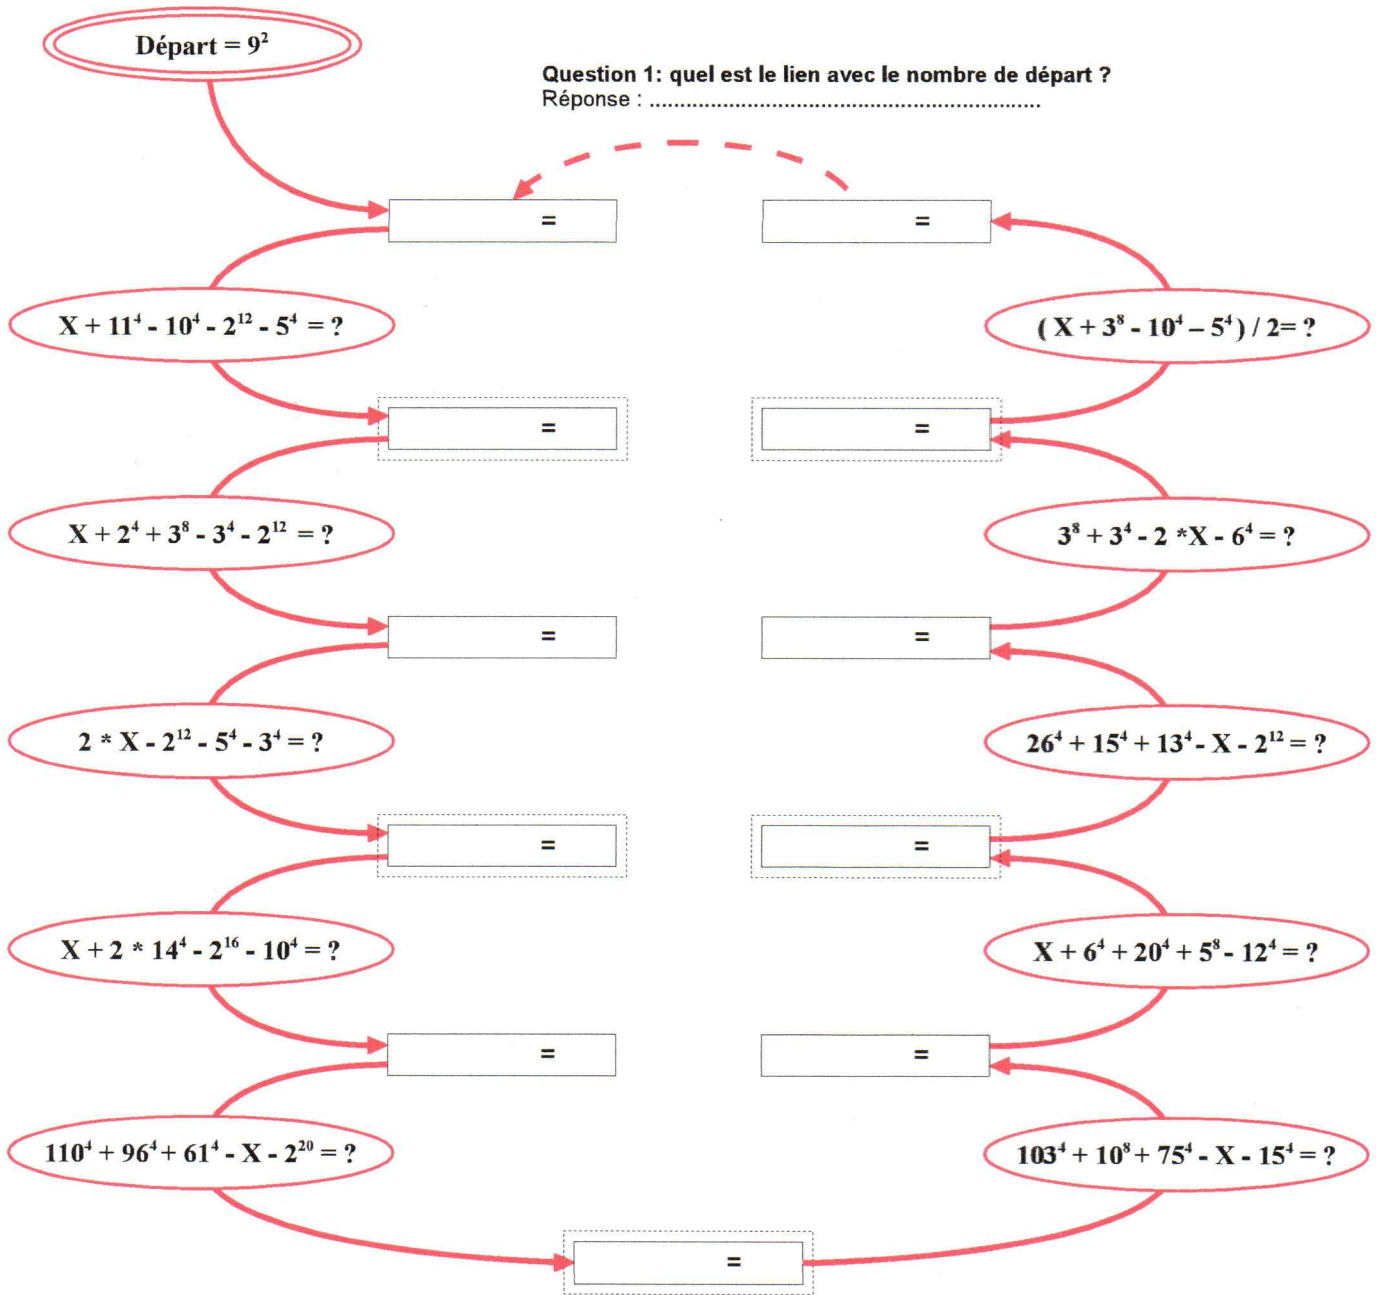 Départ = 9²
Question 1: quel est le lien avec le nombre de départ ?
Réponse : ................................................................
=
=
X + 11⁴ - 10⁴ - 2¹² - 5⁴ = ?
( X + 3⁸ - 10⁴ – 5⁴ ) / 2= ?
=
=
X + 2⁴ + 3⁸ - 3⁴ - 2¹² = ?
3⁸ + 3⁴ - 2 *X - 6⁴ = ?
=
=
2 * X - 2¹² - 5⁴ - 3⁴ = ?
26⁴ + 15⁴ + 13⁴ - X - 2¹² = ?
=
=
X + 2 * 14⁴ - 2¹⁶ - 10⁴ = ?
X + 6⁴ + 20⁴ + 5⁸ - 12⁴ = ?
=
=
110⁴ + 96⁴ + 61⁴ - X - 2²⁰ = ?
103⁴ + 10⁸ + 75⁴ - X - 15⁴ = ?
=